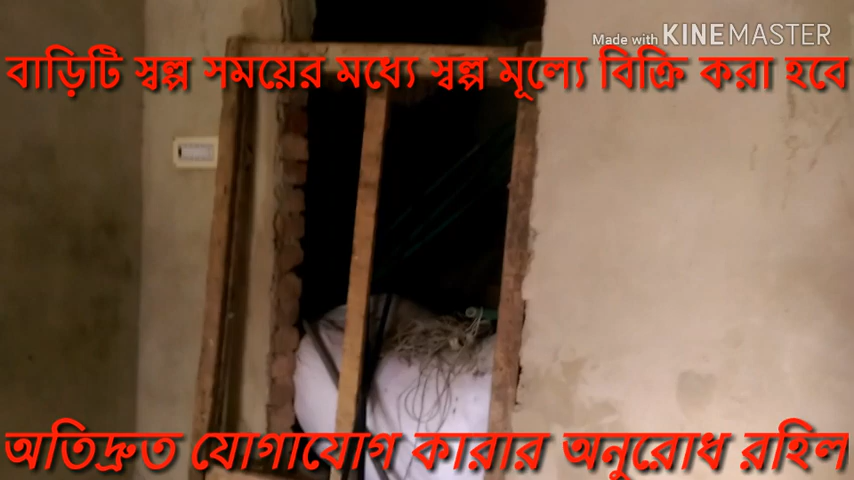 Made with KINEMASTER
বাড়িটি স্বল্প সময়ের মধ্যে স্বল্প মূল্যে বিক্রি করা হবে
অতিদ্রুত যোগাযোগ কারার অনুরোধ রহিল